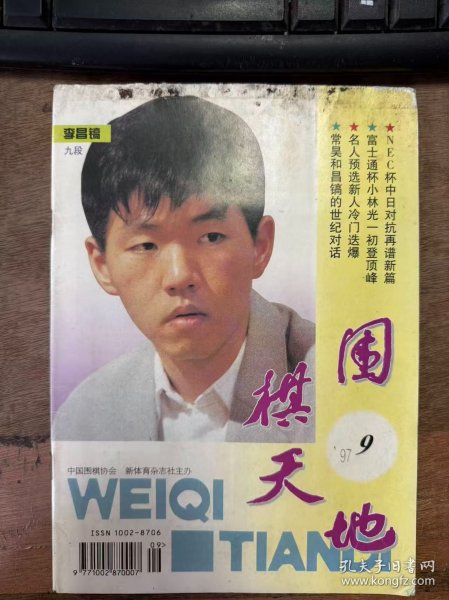 李昌镐
九段
★NEC杯中日对抗再谱新篇
★富士通杯小林光一初登顶峰
★名人预选新人冷门迭爆
★常昊和昌镐的世纪对话
围棋天地
'97 9
中国围棋协会 新体育杂志社主办
WEIQI
TIANDI
ISSN 1002-8706
09>
9 771002 870007
孔夫子旧书网
www.kongfz.com